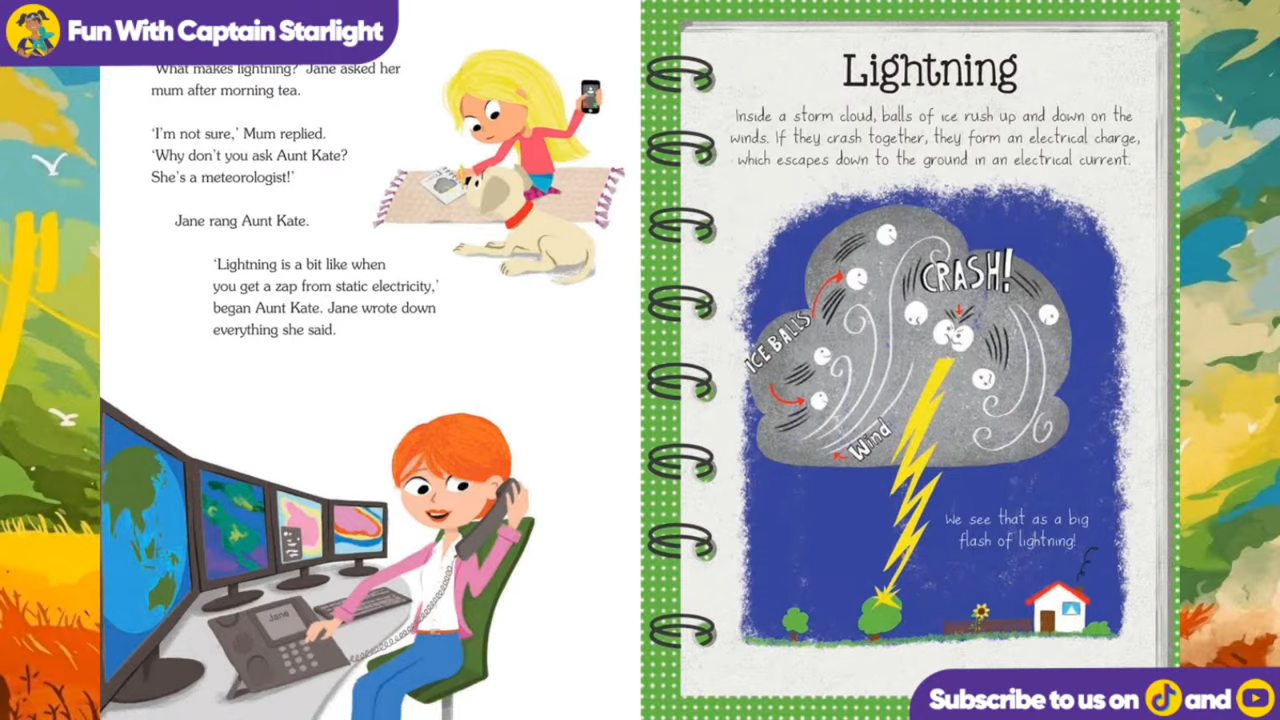 Fun With Captain Starlight
'What makes lightning?' Jane asked her
mum after morning tea.
'I'm not sure,' Mum replied.
'Why don't you ask Aunt Kate?
She's a meteorologist!'
Jane rang Aunt Kate.
'Lightning is a bit like when
you get a zap from static electricity,'
began Aunt Kate. Jane wrote down
everything she said.
Jane
Lightning
Inside a storm cloud, balls of ice rush up and down on the
winds. If they crash together, they form an electrical charge,
which escapes down to the ground in an electrical current.
CRASH!
ICE BALLS
Wind
We see that as a big
flash of lightning!
Subscribe to us on and